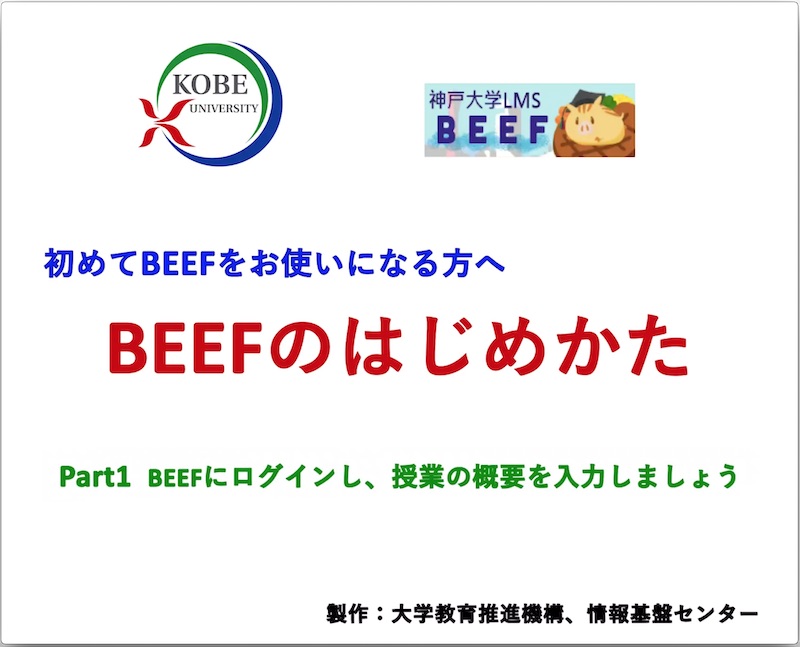 KOBE
UNIVERSITY
神戸大学LMS
BEEF
初めてBEEFをお使いになる方へ
BEEFのはじめかた
Part1 BEEFにログインし、授業の概要を入力しましょう
製作：大学教育推進機構、情報基盤センター